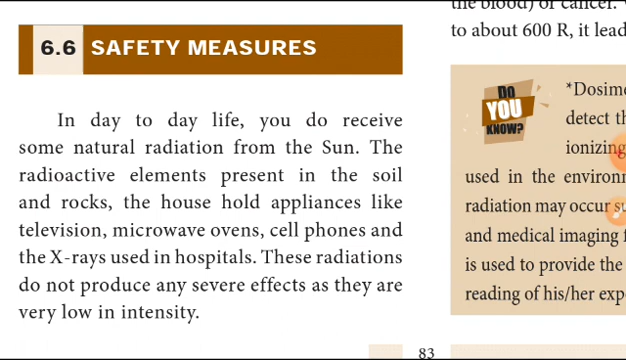 6.6 SAFETY MEASURES
In day to day life, you do receive
some natural radiation from the Sun. The
radioactive elements present in the soil
and rocks, the house hold appliances like
television, microwave ovens, cell phones and
the X-rays used in hospitals. These radiations
do not produce any severe effects as they are
very low in intensity.
the blood) or cancer.
to about 600 R, it lead
DO
YOU
KNOW?
*Dosim
detect th
ionizing
used in the environ
radiation may occur su
and medical imaging f
is used to provide the
reading of his/her exp
83